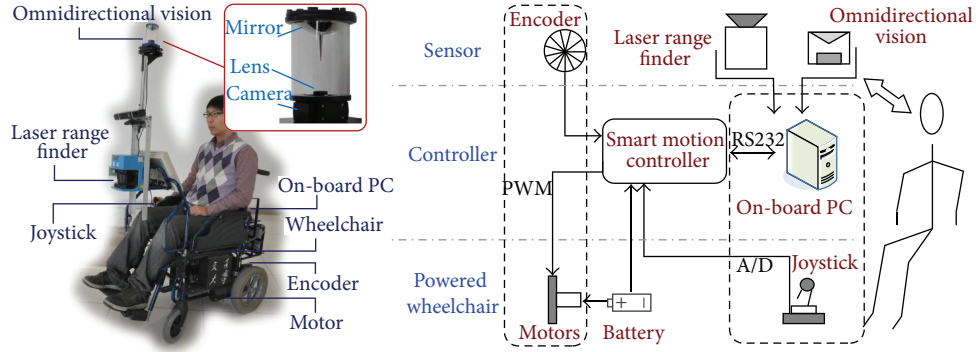 Omnidirectional vision
Mirror
Lens
Camera
Laser range
finder
Joystick
On-board PC
Wheelchair
Encoder
Motor
Sensor
Controller
Powered
wheelchair
Encoder
Laser range
finder
Omnidirectional
vision
Smart motion
controller
RS232
On-board PC
PWM
A/D
Joystick
Motors
Battery
+ −